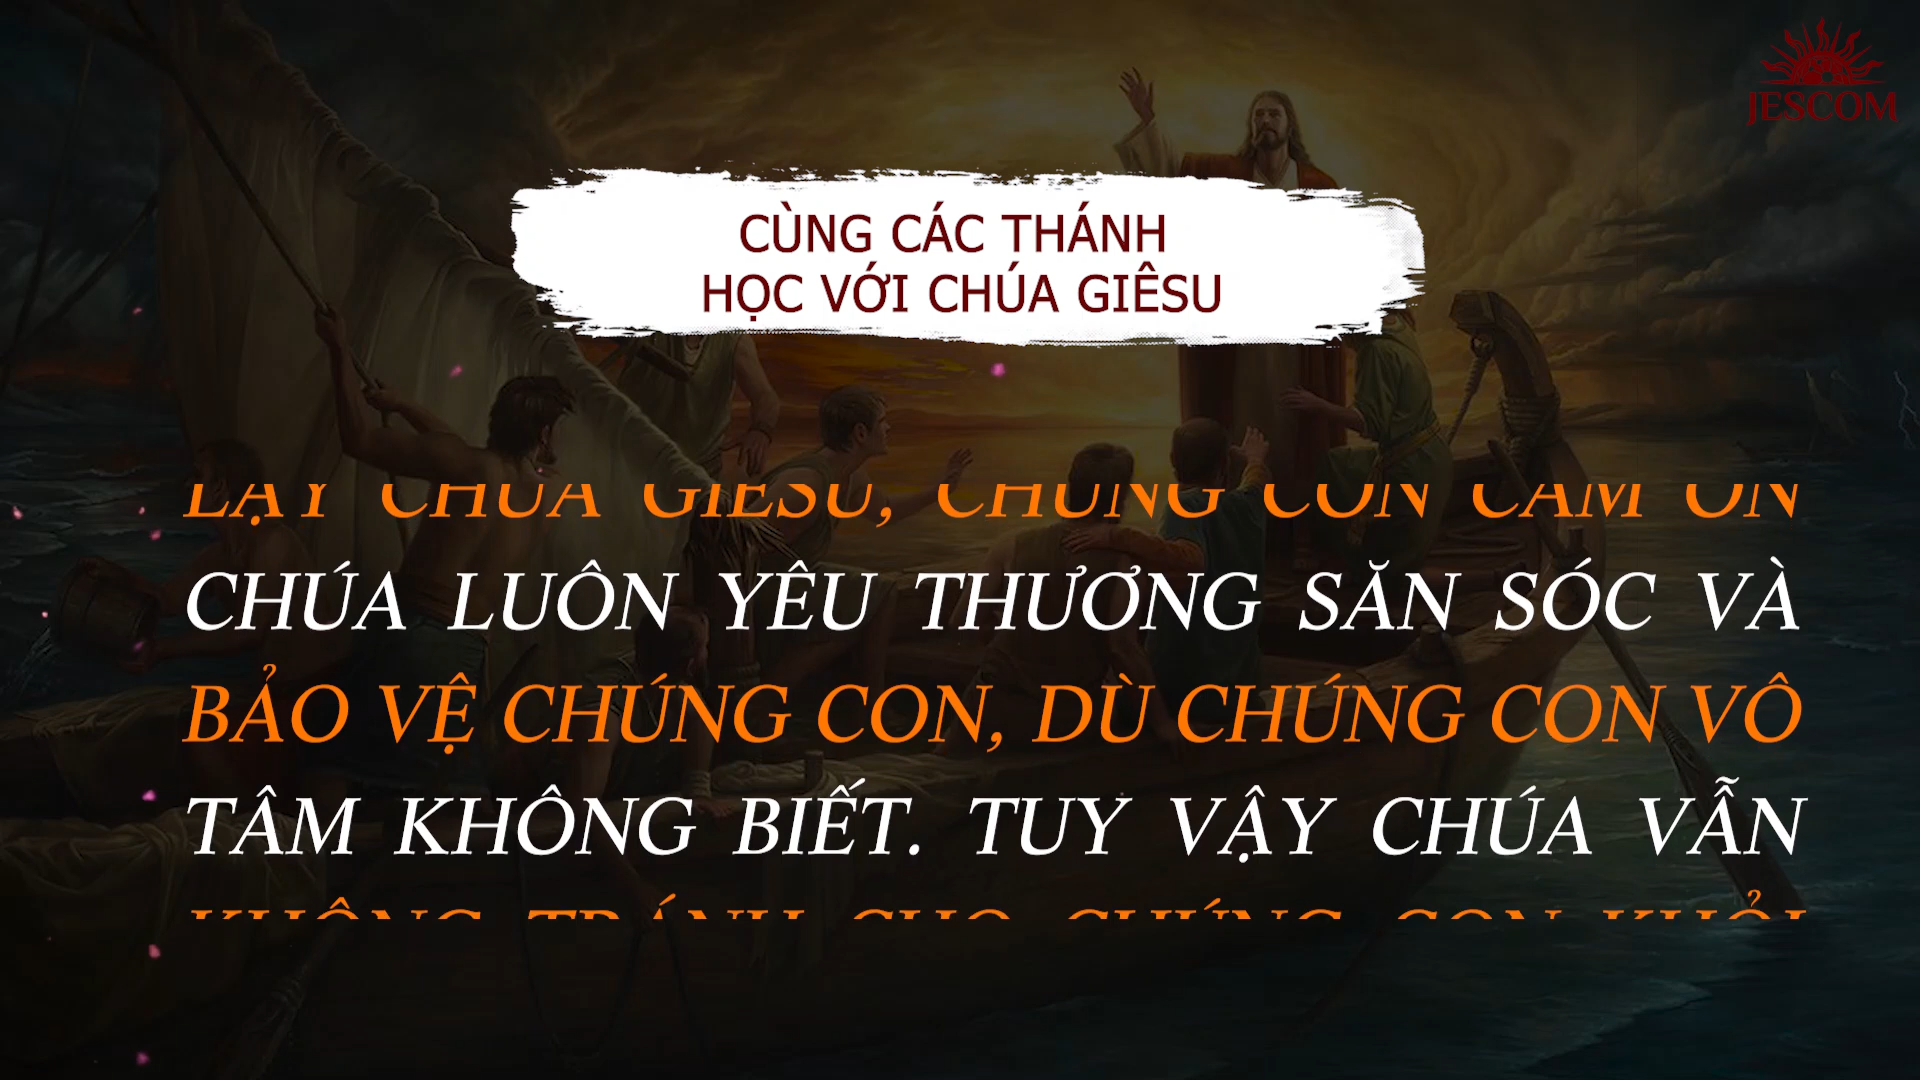 JESCOM
CÙNG CÁC THÁNH
HỌC VỚI CHÚA GIÊSU
LẠY CHÚA GIÊSU, CHÚNG CON CÁM ƠN
CHÚA LUÔN YÊU THƯƠNG SĂN SÓC VÀ
BẢO VỆ CHÚNG CON, DÙ CHÚNG CON VÔ
TÂM KHÔNG BIẾT. TUY VẬY CHÚA VẪN
KHÔNG TRÁNH CHO CHÚNG CON KHỎI